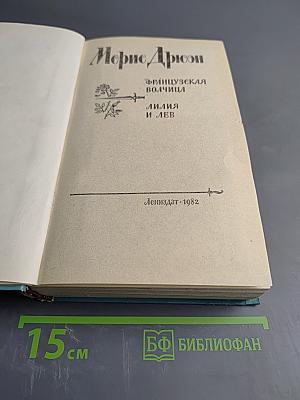 Морис Дрюон
ФРАНЦУЗСКАЯ
ВОЛЧИЦА
ЛИЛИЯ
И ЛЕВ
Лениздат · 1982
15 см
БФ БИБЛИОФАН